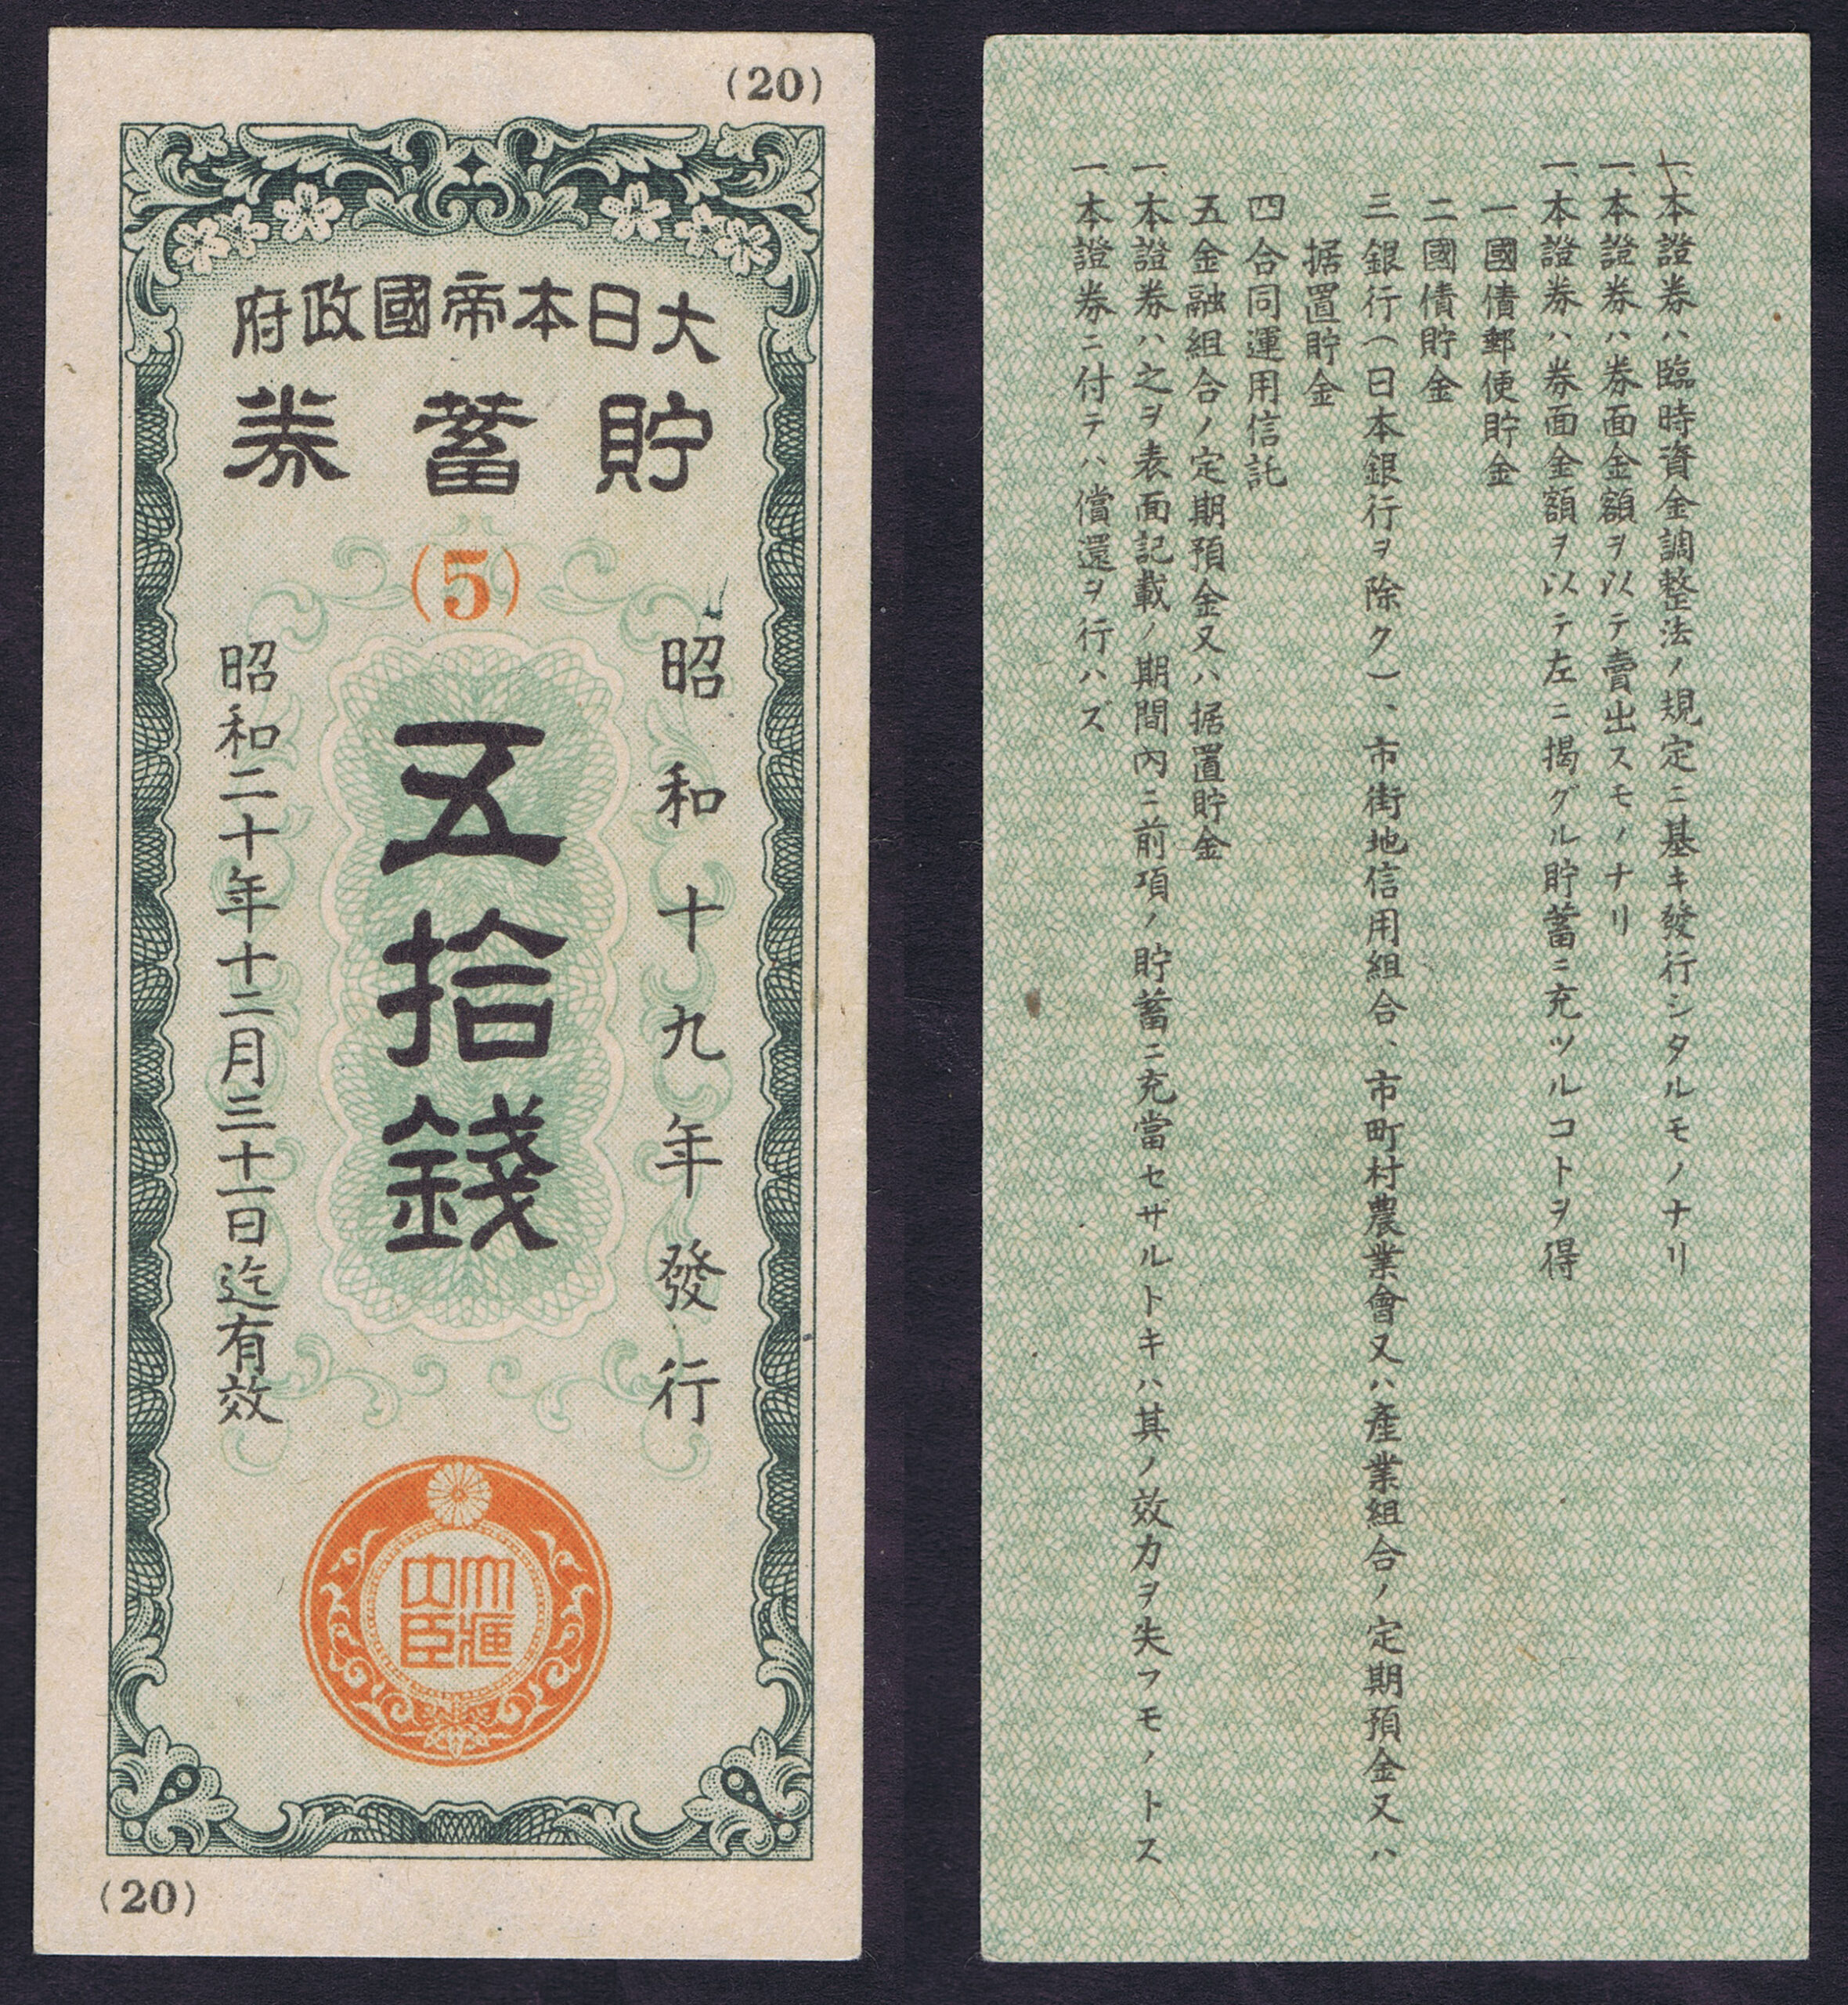 (20)
大日本帝國政府
貯蓄券
(5)
昭和十九年發行
五拾錢
昭和二十年十二月三十一日迄有效
大藏大臣
(20)
一、本證券ハ臨時資金調整法ノ規定ニ基キ發行シタルモノナリ
一、本證券ハ券面金額ヲ以テ賣出スモノナリ
一、本證券ハ券面金額ヲ以テ左ニ揭グル貯蓄ニ充ツルコトヲ得
一國債郵便貯金
二國債貯金
三銀行(日本銀行ヲ除ク)、市街地信用組合、市町村農業會又ハ產業組合ノ定期預金又ハ
据置貯金
四合同運用信託
五金融組合ノ定期預金又ハ据置貯金
一、本證券ハ之ヲ表面記載ノ期間內ニ前項ノ貯蓄ニ充當セザルトキハ其ノ效力ヲ失フモノトス
一、本證券ニ付テハ償還ヲ行ハズ